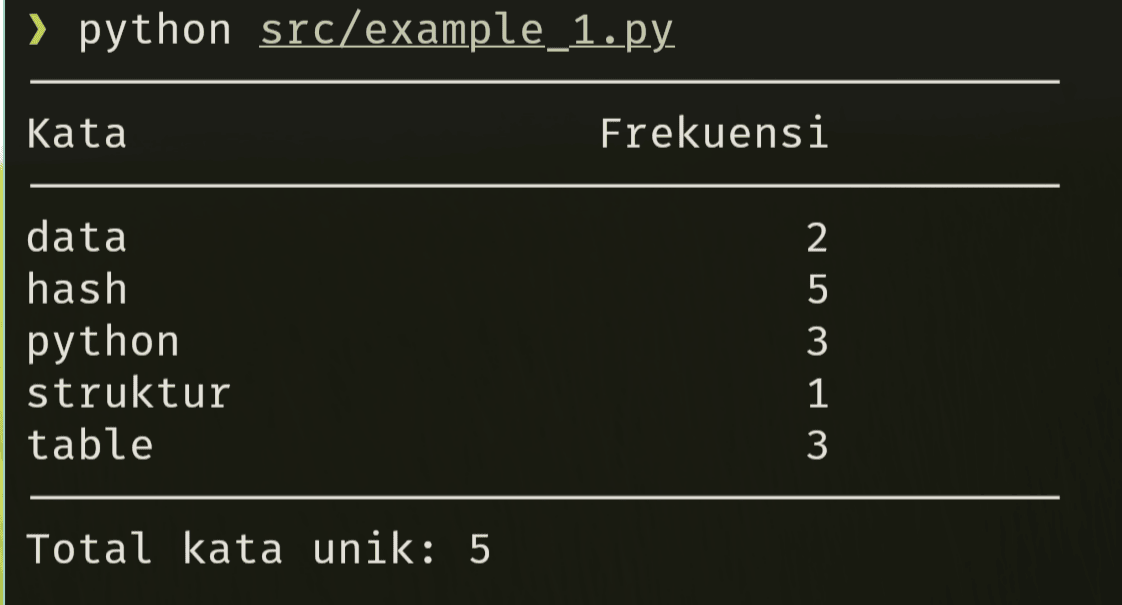 ❯ python src/example_1.py
Kata Frekuensi
data 2
hash 5
python 3
struktur 1
table 3
Total kata unik: 5